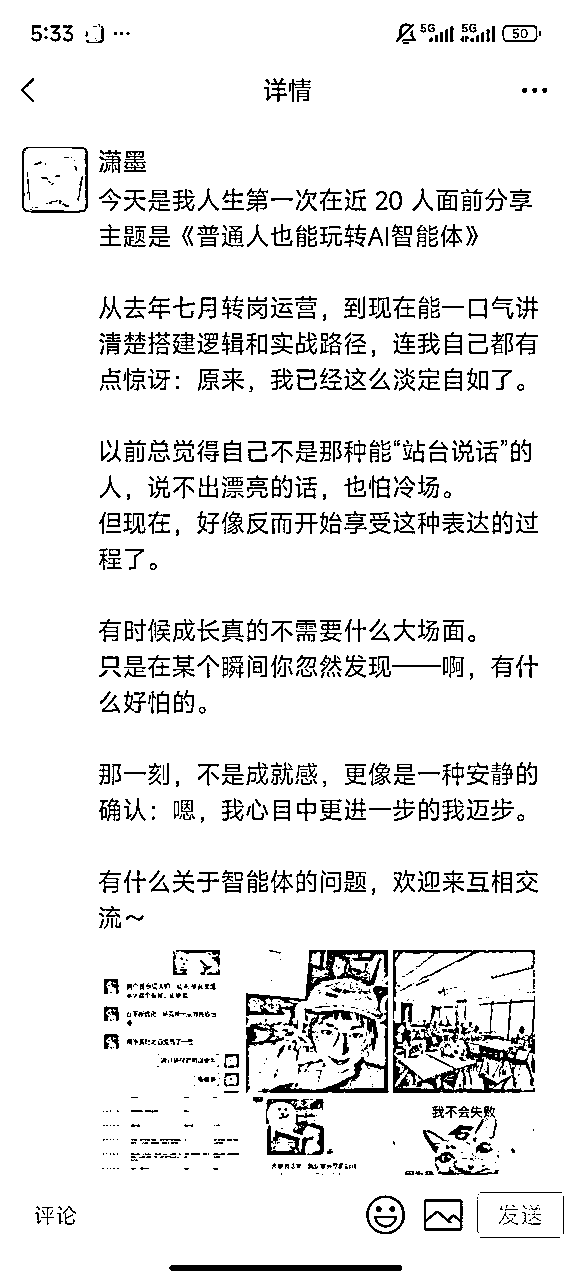 5:33
5G
5G
50
详情
潇墨
今天是我人生第一次在近 20 人面前分享
主题是《普通人也能玩转AI智能体》
从去年七月转岗运营，到现在能一口气讲
清楚搭建逻辑和实战路径，连我自己都有
点惊讶：原来，我已经这么淡定自如了。
以前总觉得自己不是那种能“站台说话”的
人，说不出漂亮的话，也怕冷场。
但现在，好像反而开始享受这种表达的过
程了。
有时候成长真的不需要什么大场面。
只是在某个瞬间你忽然发现——啊，有什
么好怕的。
那一刻，不是成就感，更像是一种安静的
确认：嗯，我心目中更进一步的我迈步。
有什么关于智能体的问题，欢迎来互相交
流～
我不会失败
评论
发送